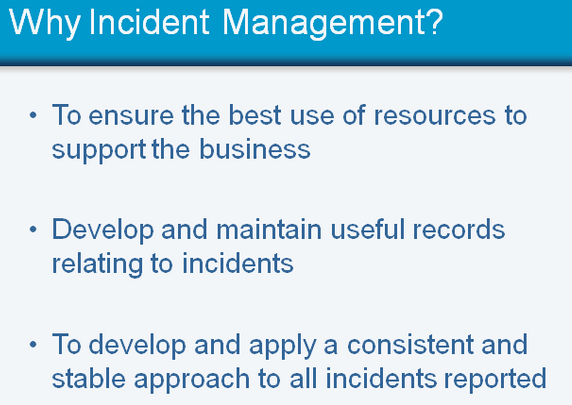 Why Incident Management?
• To ensure the best use of resources to
support the business
• Develop and maintain useful records
relating to incidents
• To develop and apply a consistent and
stable approach to all incidents reported